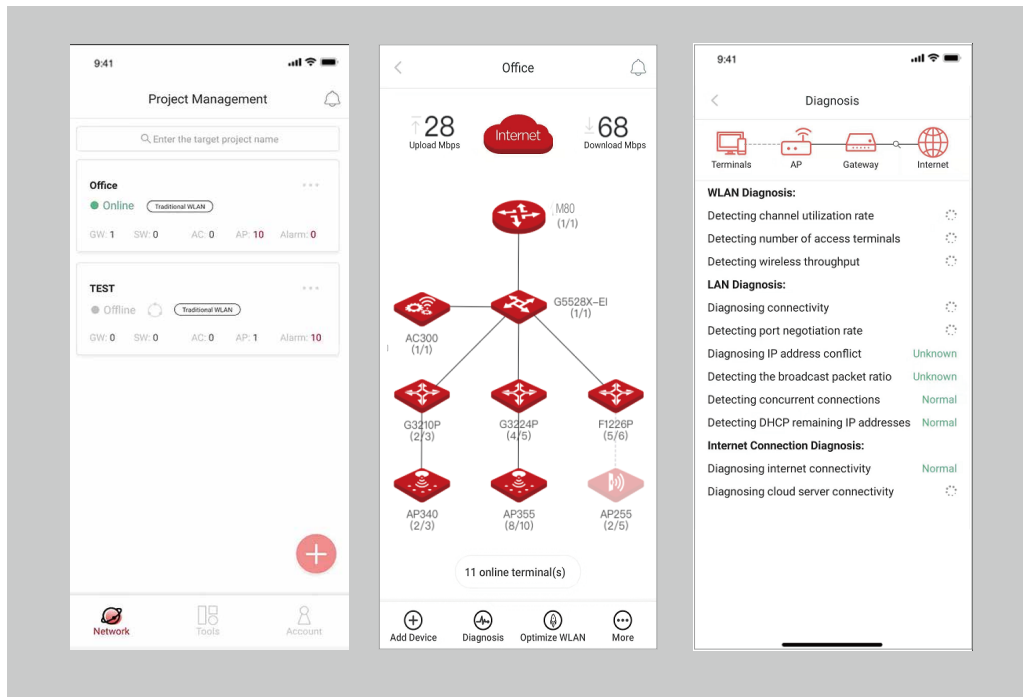 9:41
Project Management
Enter the target project name
Office
Online Traditional WLAN
GW: 1 SW: 0 AC: 0 AP: 10 Alarm: 0
TEST
Offline Traditional WLAN
GW: 0 SW: 0 AC: 0 AP: 1 Alarm: 10
Network Tools Account
Office
28 Internet 68
Upload Mbps Download Mbps
M80
(1/1)
G5528X-EI
(1/1)
AC300
(1/1)
G3210P G3224P F1226P
(2/3) (4/5) (5/6)
AP340 AP355 AP255
(2/3) (8/10) (2/5)
11 online terminal(s)
Add Device Diagnosis Optimize WLAN More
9:41
Diagnosis
Terminals AP Gateway Internet
WLAN Diagnosis:
Detecting channel utilization rate
Detecting number of access terminals
Detecting wireless throughput
LAN Diagnosis:
Diagnosing connectivity
Detecting port negotiation rate
Diagnosing IP address conflict Unknown
Detecting the broadcast packet ratio Unknown
Detecting concurrent connections Normal
Detecting DHCP remaining IP addresses Normal
Internet Connection Diagnosis:
Diagnosing internet connectivity Normal
Diagnosing cloud server connectivity